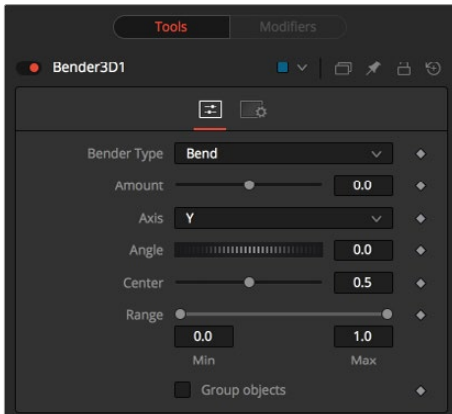 Tools Modifiers
Bender3D1
Bender Type Bend
Amount 0.0
Axis Y
Angle 0.0
Center 0.5
Range
0.0 1.0
Min Max
Group objects